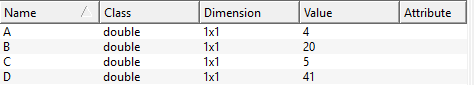 Name Class Dimension Value Attribute
A double 1x1 4
B double 1x1 20
C double 1x1 5
D double 1x1 41